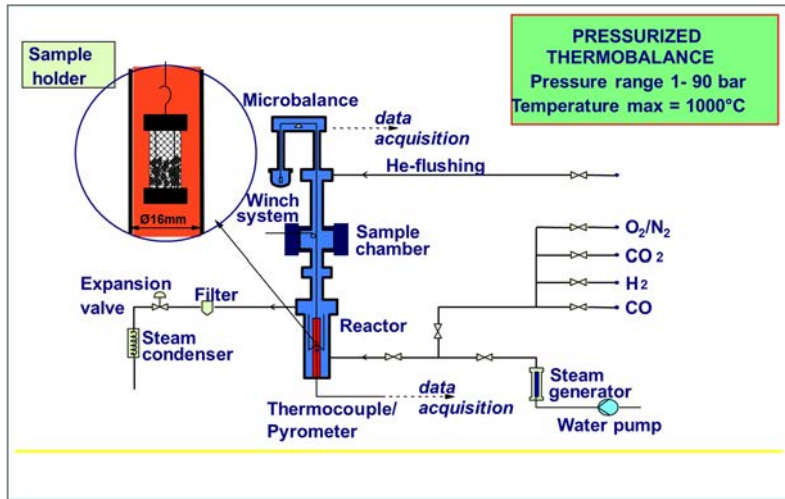 Sample
holder
PRESSURIZED
THERMOBALANCE
Pressure range 1- 90 bar
Temperature max = 1000°C
Microbalance
data
acquisition
He-flushing
Winch
system
Ø16mm
Sample
chamber
O₂/N₂
CO₂
H₂
CO
Expansion
valve
Filter
Reactor
Steam
condenser
data
acquisition
Thermocouple/
Pyrometer
Steam
generator
Water pump